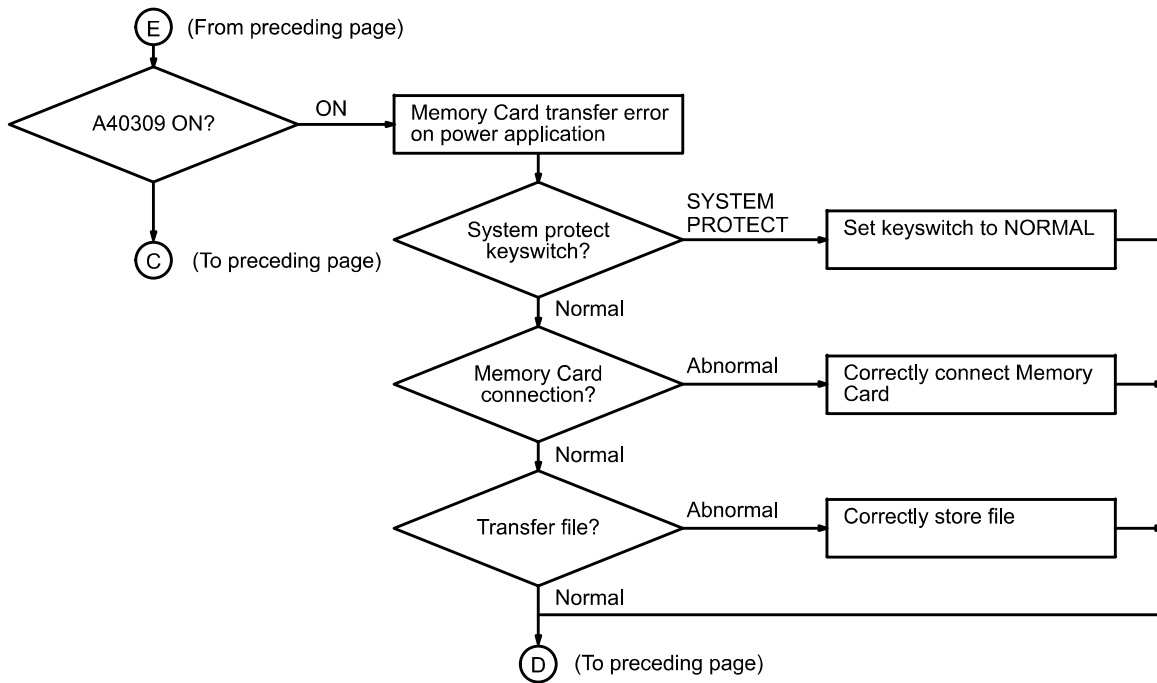 E
(From preceding page)
A40309 ON?
ON
Memory Card transfer error
on power application
C
(To preceding page)
System protect
keyswitch?
SYSTEM
PROTECT
Set keyswitch to NORMAL
Normal
Memory Card
connection?
Abnormal
Correctly connect Memory
Card
Normal
Transfer file?
Abnormal
Correctly store file
Normal
D
(To preceding page)